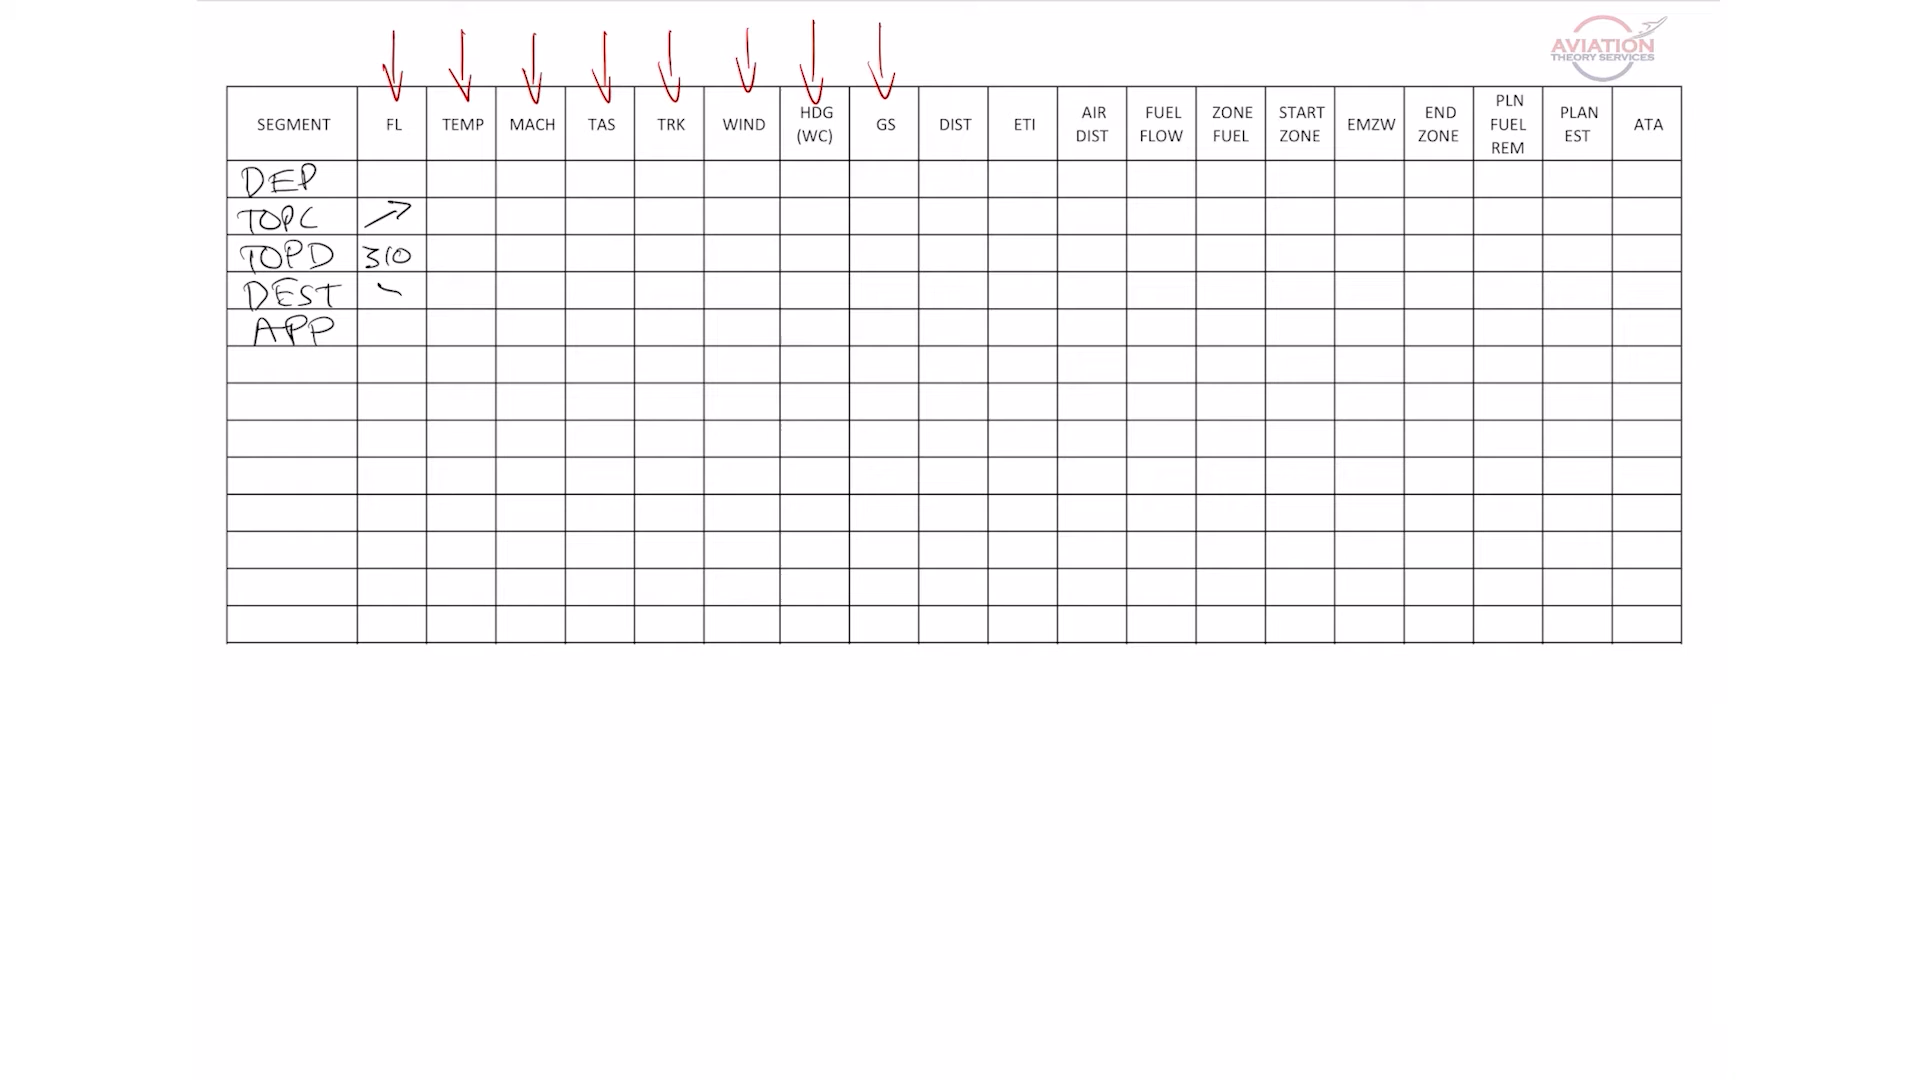 AVIATION
THEORY SERVICES
SEGMENT FL TEMP MACH TAS TRK WIND HDG (WC) GS DIST ETI AIR DIST FUEL FLOW ZONE FUEL START ZONE EMZW END ZONE PLN FUEL REM PLAN EST ATA
DEP
TOPC
TOPD 310
DEST
APP